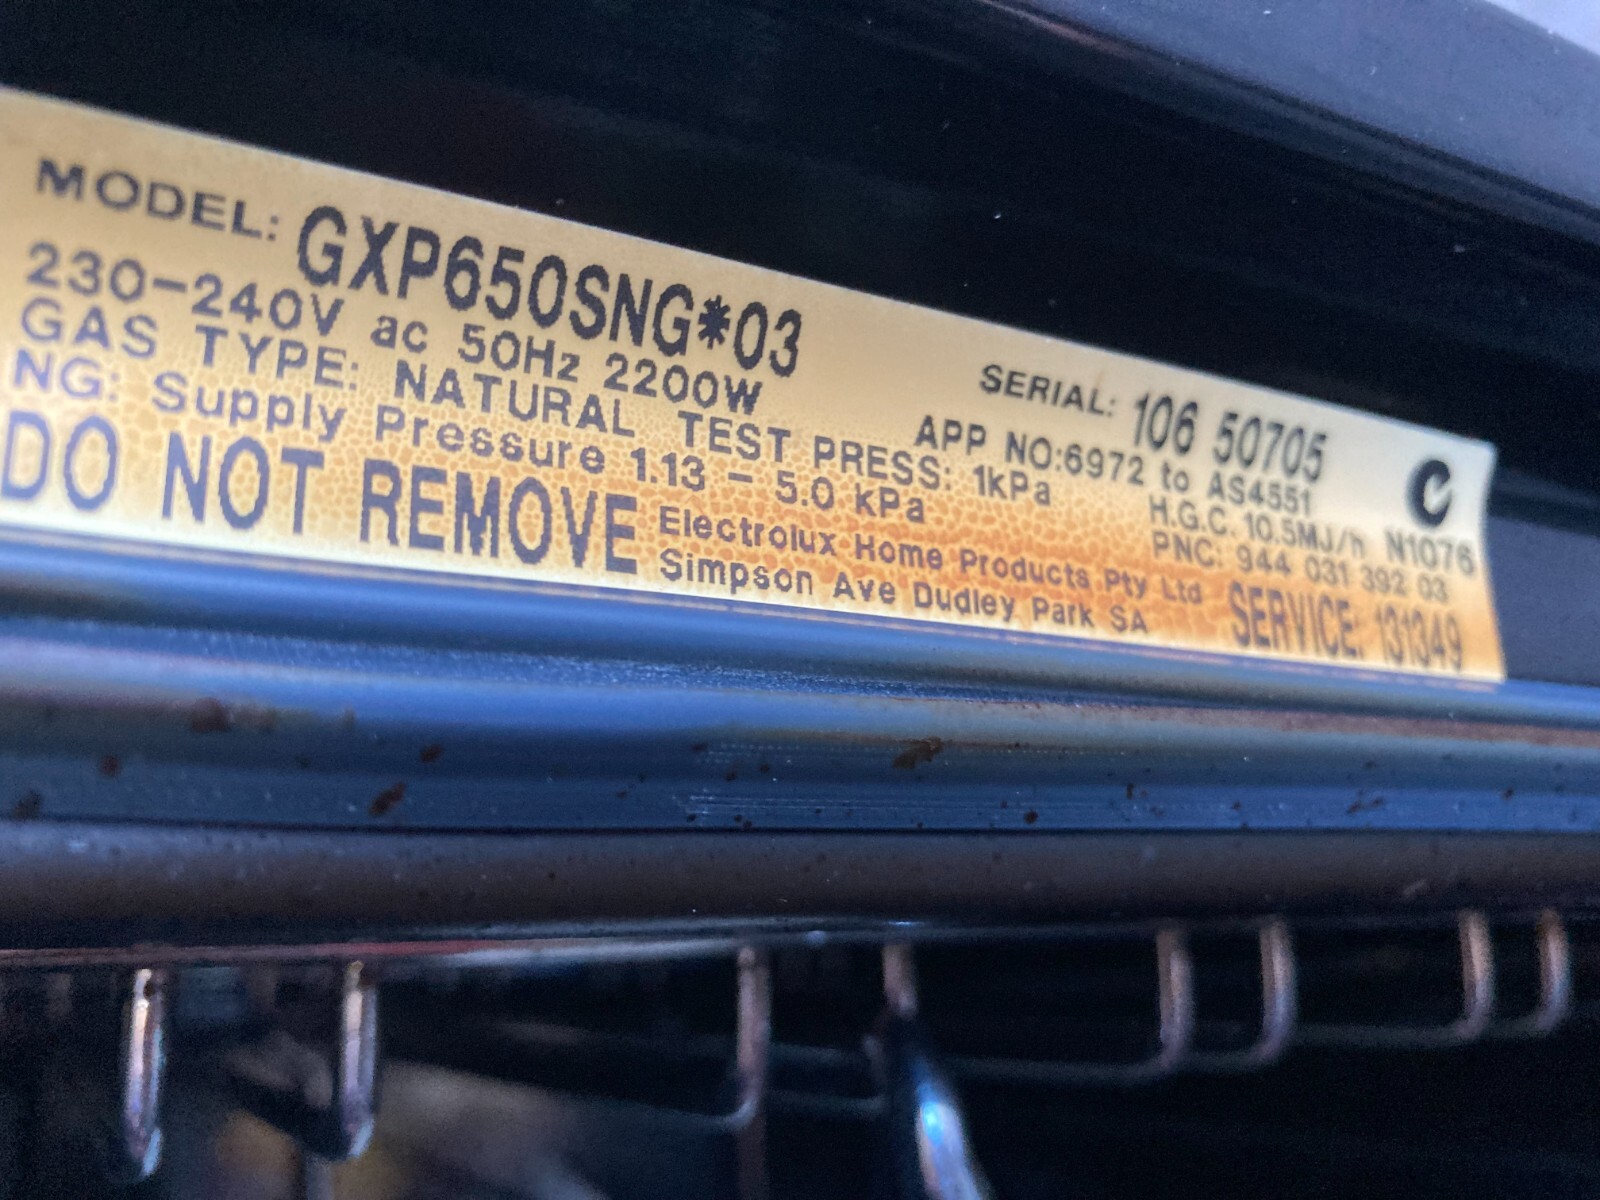 MODEL: GXP650SNG*03
SERIAL: 106 50705
230-240V ac 50Hz 2200W
APP NO:6972 to AS4551
GAS TYPE: NATURAL TEST PRESS: 1kPa
H.G.C. 10.5MJ/h N1076
NG: Supply Pressure 1.13 - 5.0 kPa
PNC: 944 031 392 03
DO NOT REMOVE
Electrolux Home Products Pty Ltd
Simpson Ave Dudley Park SA
SERVICE: 131349